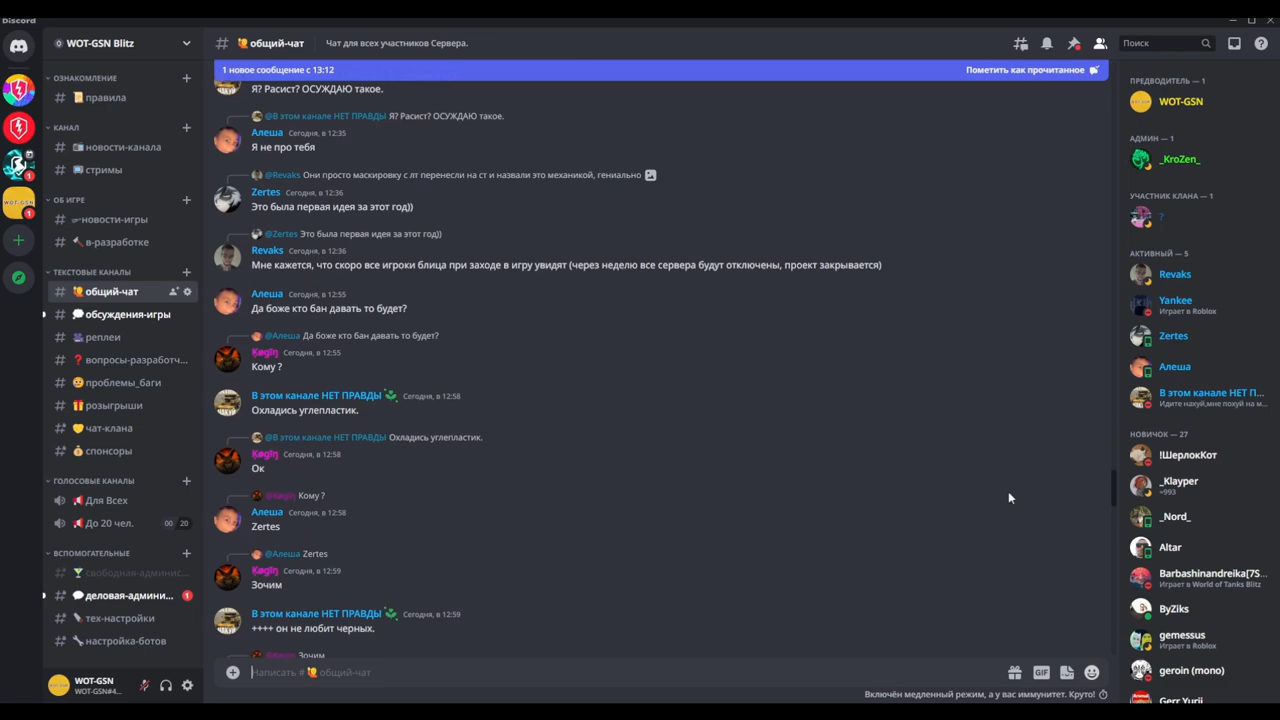 Discord
WOT-GSN Blitz
ОЗНАКОМЛЕНИЕ
правила
КАНАЛ
новости-канала
стримы
ОБ ИГРЕ
новости-игры
в-разработке
ТЕКСТОВЫЕ КАНАЛЫ
общий-чат
обсуждения-игры
реплеи
вопросы-разработч...
проблемы_баги
розыгрыши
чат-клана
спонсоры
ГОЛОСОВЫЕ КАНАЛЫ
Для Всех
До 20 чел. 00 20
ВСПОМОГАТЕЛЬНЫЕ
свободная-админис...
деловая-админи... 1
тех-настройки
настройка-ботов
WOT-GSN
WOT-GSN#4...
общий-чат Чат для всех участников Сервера.
Поиск
1 новое сообщение с 13:12 Пометить как прочитанное
Я? Расист? ОСУЖДАЮ такое.
@В этом канале НЕТ ПРАВДЫ Я? Расист? ОСУЖДАЮ такое.
Алеша Сегодня, в 12:35
Я не про тебя
@Revaks Они просто маскировку с лт перенесли на ст и назвали это механикой, гениально
Zertes Сегодня, в 12:36
Это была первая идея за этот год))
@Zertes Это была первая идея за этот год))
Revaks Сегодня, в 12:36
Мне кажется, что скоро все игроки блица при заходе в игру увидят (через неделю все сервера будут отключены, проект закрывается)
Алеша Сегодня, в 12:55
Да боже кто бан давать то будет?
@Алеша Да боже кто бан давать то будет?
Сегодня, в 12:55
Кому ?
В этом канале НЕТ ПРАВДЫ Сегодня, в 12:58
Охладись углепластик.
@В этом канале НЕТ ПРАВДЫ Охладись углепластик.
Сегодня, в 12:58
Ок
Кому ?
Алеша Сегодня, в 12:58
Zertes
@Алеша Zertes
Сегодня, в 12:59
Зочим
В этом канале НЕТ ПРАВДЫ Сегодня, в 12:59
++++ он не любит черных.
Зочим
Написать # общий-чат
GIF
Включён медленный режим, а у вас иммунитет. Круто!
ПРЕДВОДИТЕЛЬ — 1
WOT-GSN
АДМИН — 1
_KroZen_
УЧАСТНИК КЛАНА — 1
?
АКТИВНЫЙ — 5
Revaks
Yankee
Играет в Roblox
Zertes
Алеша
В этом канале НЕТ П...
Идите нахуй,мне похуй на м...
НОВИЧОК — 27
!ШерлокКот
_Klayper
-993
_Nord_
Altar
Barbashinandreika[7S...
Играет в World of Tanks Blitz
ByZiks
gemessus
Играет в Roblox
geroin (mono)
Gerr Yurii